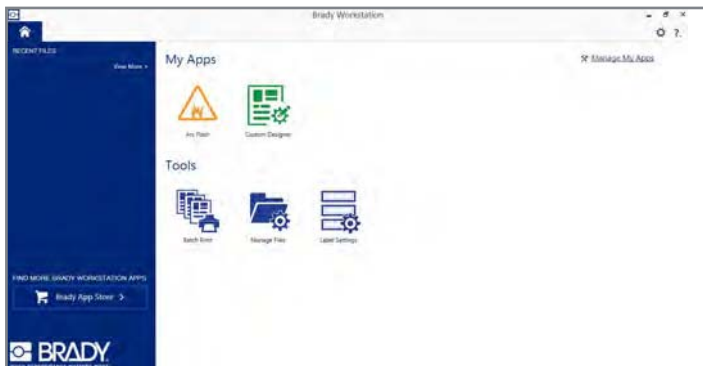 Brady Workstation
RECENT FILES
View More >
My Apps
Manage My Apps
Arc Flash
Custom Designer
Tools
Batch Print
Manage Files
Label Settings
FIND MORE BRADY WORKSTATION APPS
Brady App Store >
BRADY